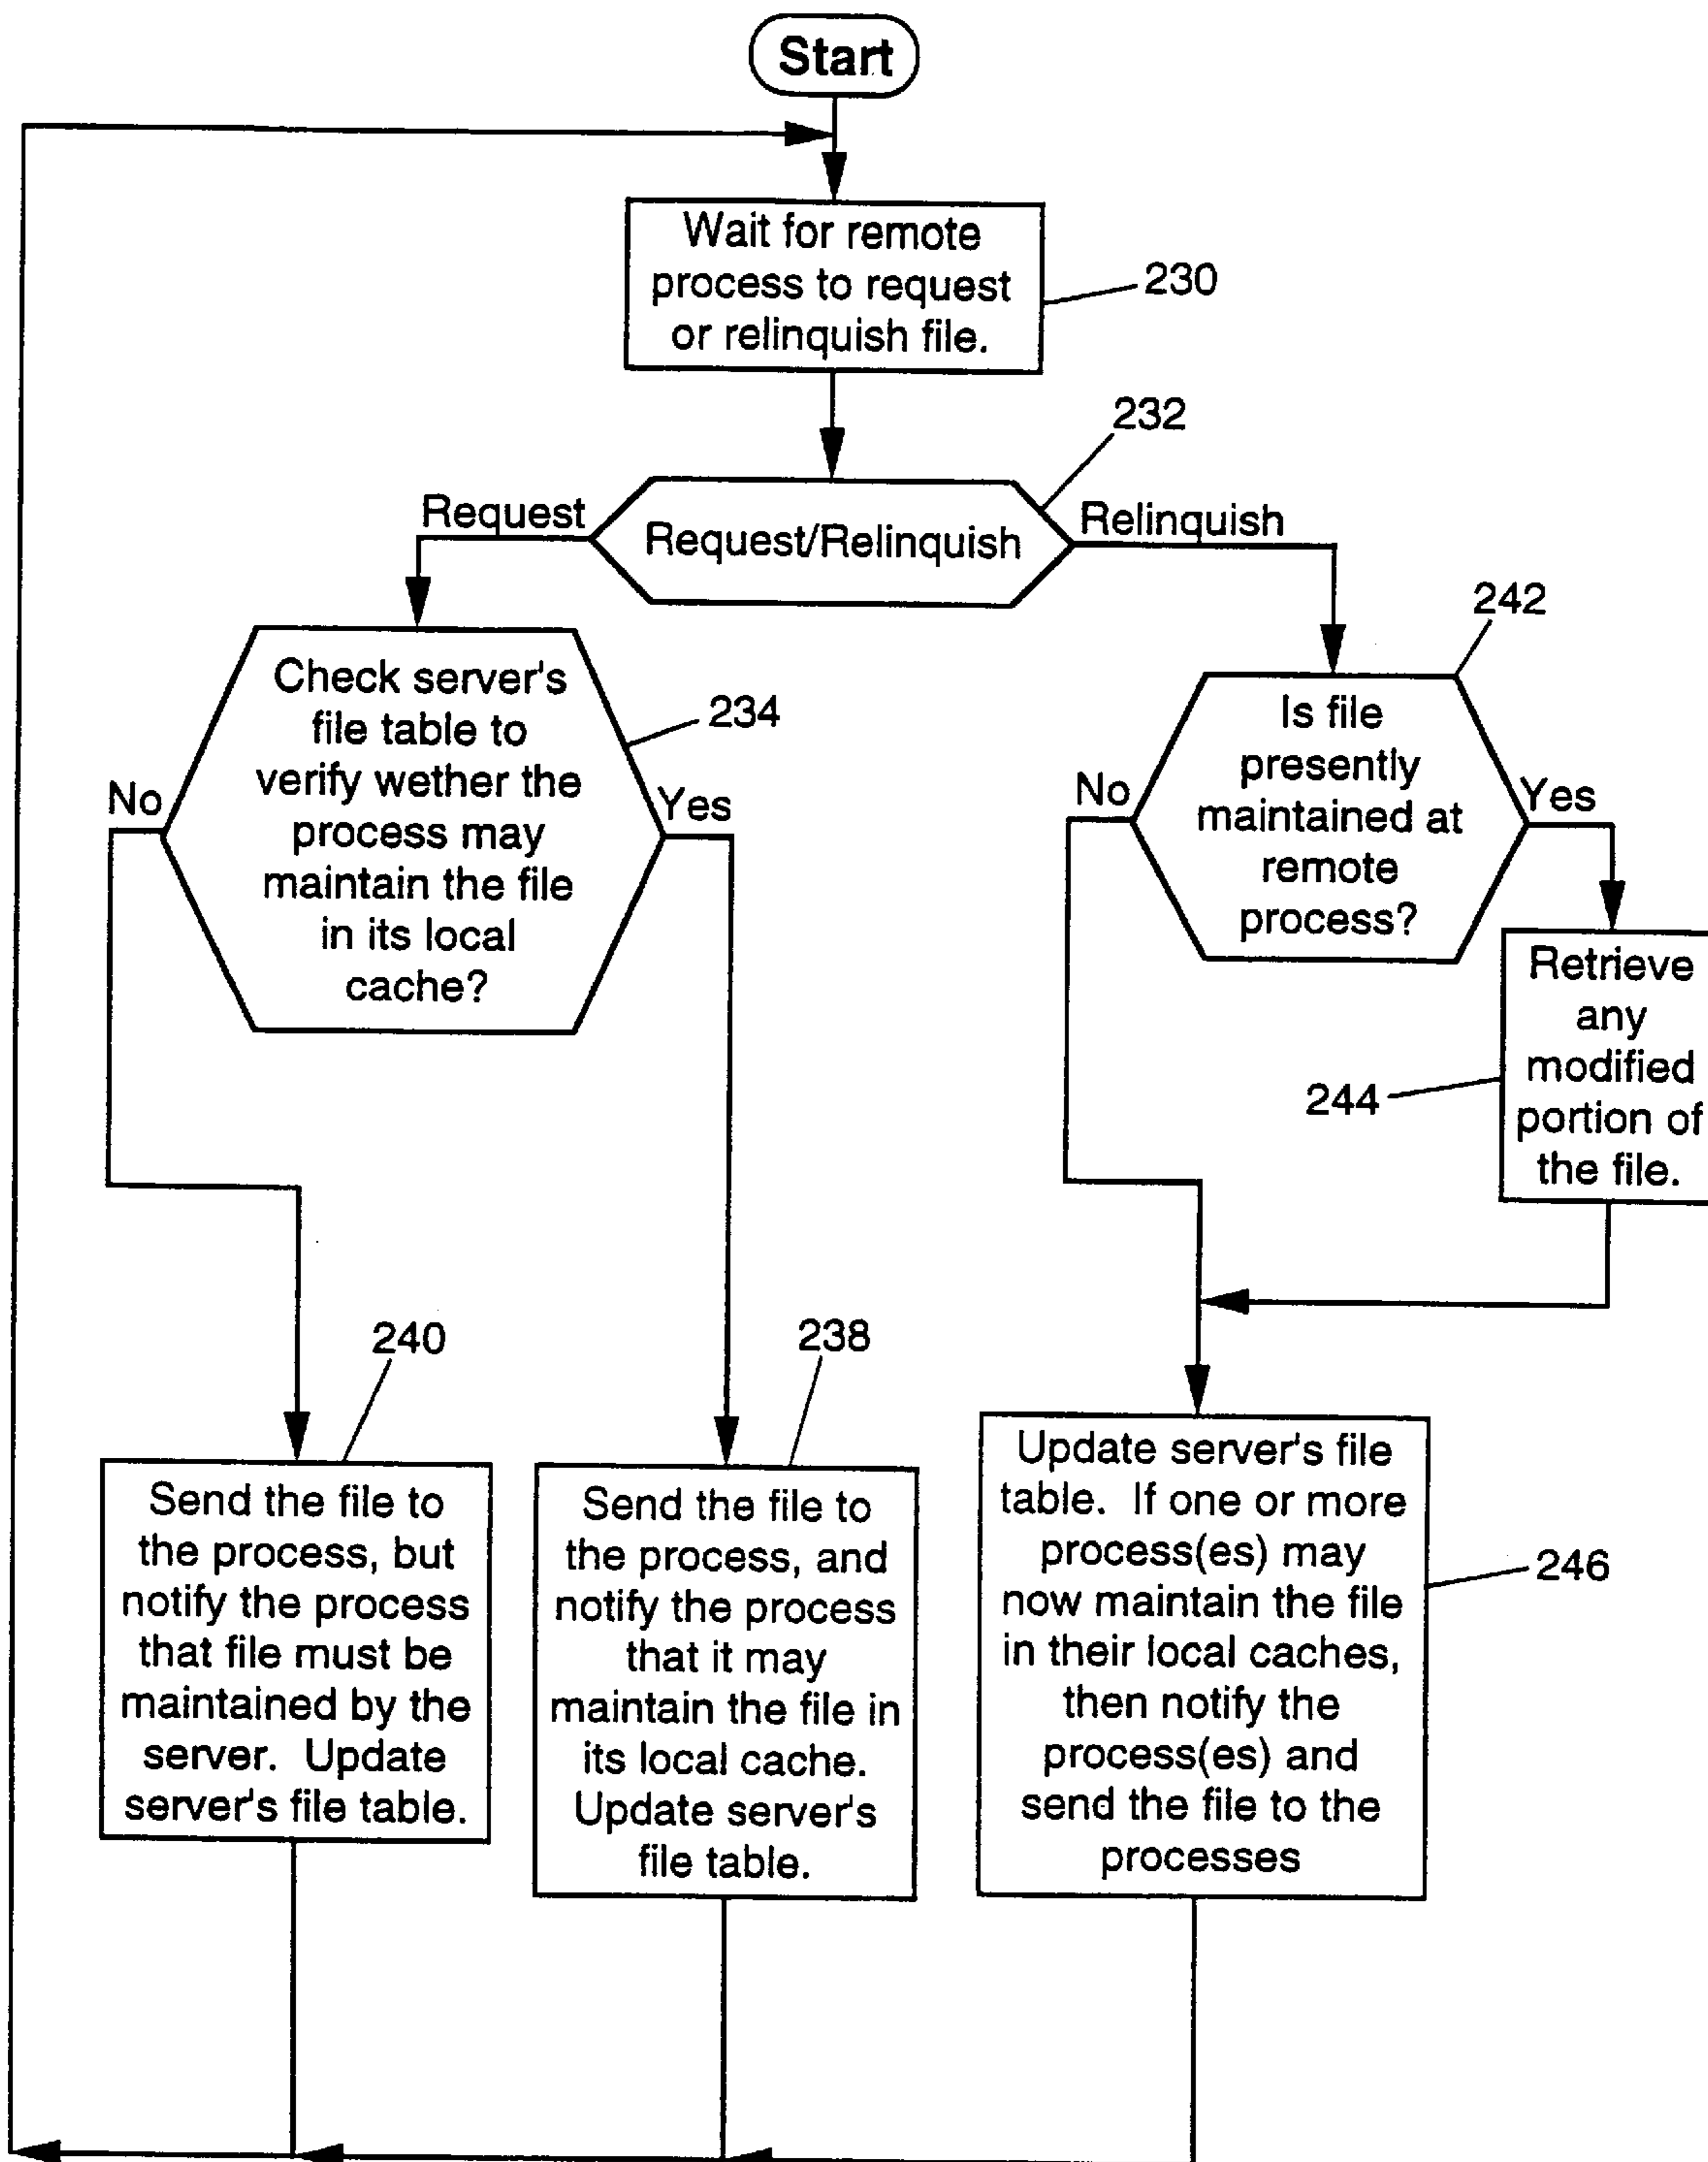 Start
Wait for remote
process to request
or relinquish file.
230
232
Request
Request/Relinquish
Relinquish
242
Check server's
file table to
verify wether the
process may
maintain the file
in its local
cache?
234
No
Yes
Is file
presently
maintained at
remote
process?
No
Yes
Retrieve
any
modified
portion of
the file.
244
240
238
Send the file to
the process, but
notify the process
that file must be
maintained by the
server. Update
server's file table.
Send the file to
the process, and
notify the process
that it may
maintain the file in
its local cache.
Update server's
file table.
Update server's file
table. If one or more
process(es) may
now maintain the file
in their local caches,
then notify the
process(es) and
send the file to the
processes
246